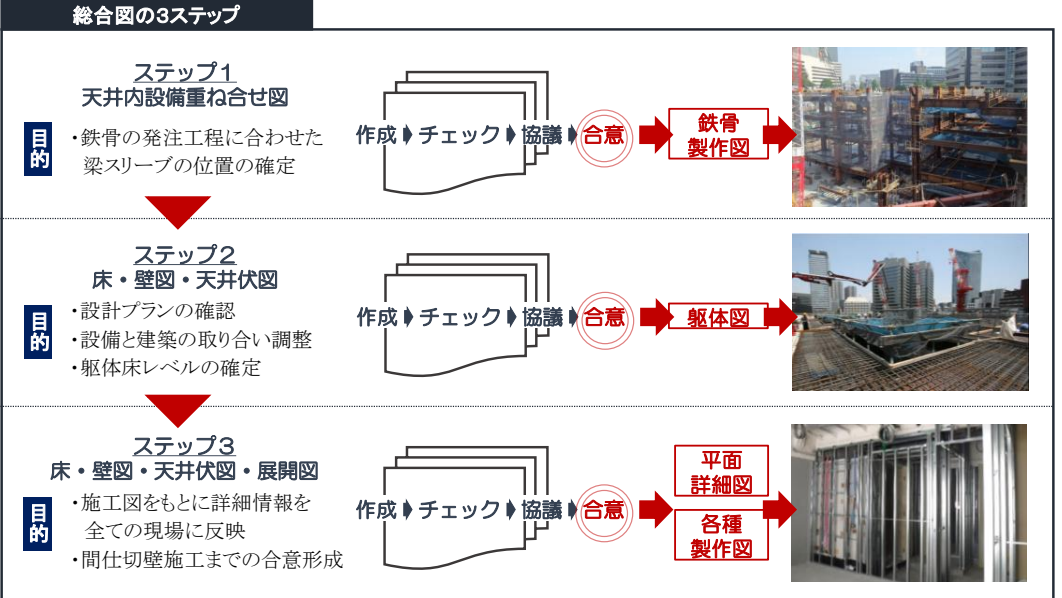 総合図の3ステップ
ステップ1
天井内設備重ね合せ図
目的
・鉄骨の発注工程に合わせた
梁スリーブの位置の確定
作成 チェック 協議 合意
鉄骨
製作図
ステップ2
床・壁図・天井伏図
目的
・設計プランの確認
・設備と建築の取り合い調整
・躯体床レベルの確定
作成 チェック 協議 合意
躯体図
ステップ3
床・壁図・天井伏図・展開図
目的
・施工図をもとに詳細情報を
全ての現場に反映
・間仕切壁施工までの合意形成
作成 チェック 協議 合意
平面
詳細図
各種
製作図